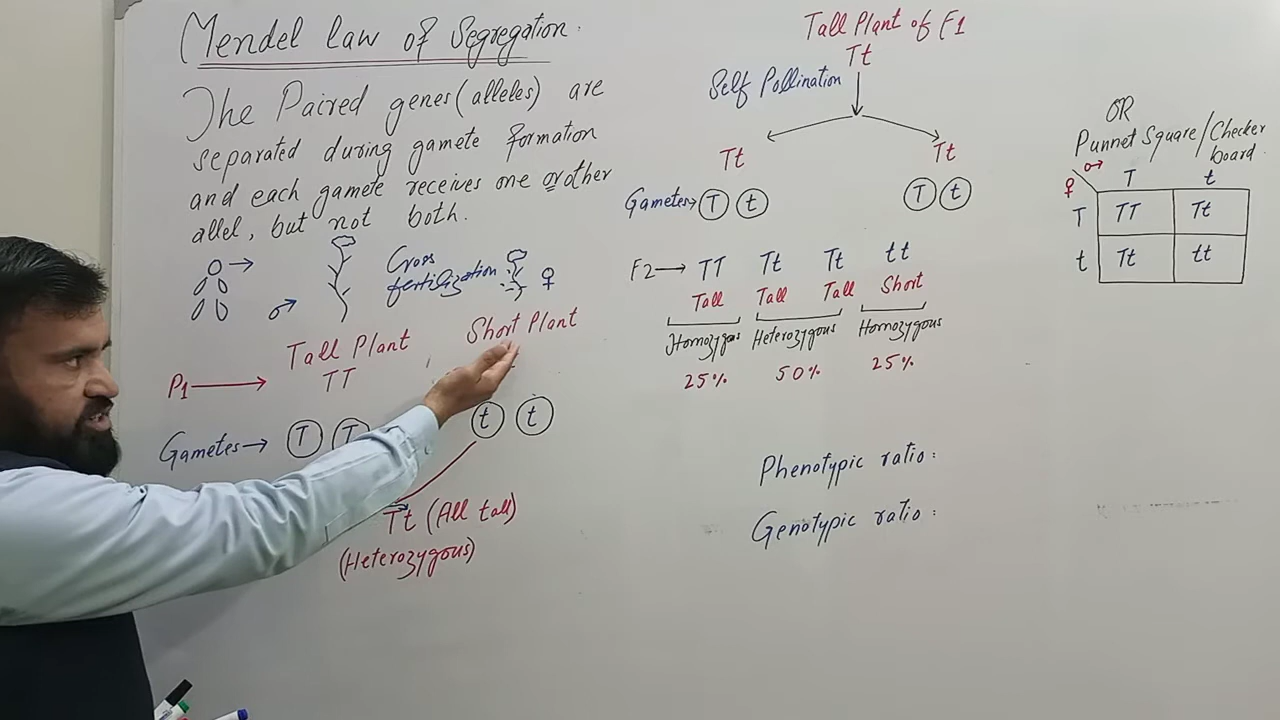 Mendel law of Segregation.
The Paired genes (alleles) are
separated during gamete formation
and each gamete receives one or other
allel, but not both.
♂
Cross
fertilization
♀
Tall Plant
Short Plant
P1
TT
Gametes → T T t t
Tt (All tall)
(Heterozygous)
Tall Plant of F1
Tt
Self Pollination
Tt Tt
Gametes → T t T t
F2 → TT Tt Tt tt
Tall Tall Tall Short
Homozygous Heterozygous Homozygous
25% 50% 25%
Phenotypic ratio:
Genotypic ratio:
OR
Punnet Square/Checker
board.
♂
♀ T t
T TT Tt
t Tt tt